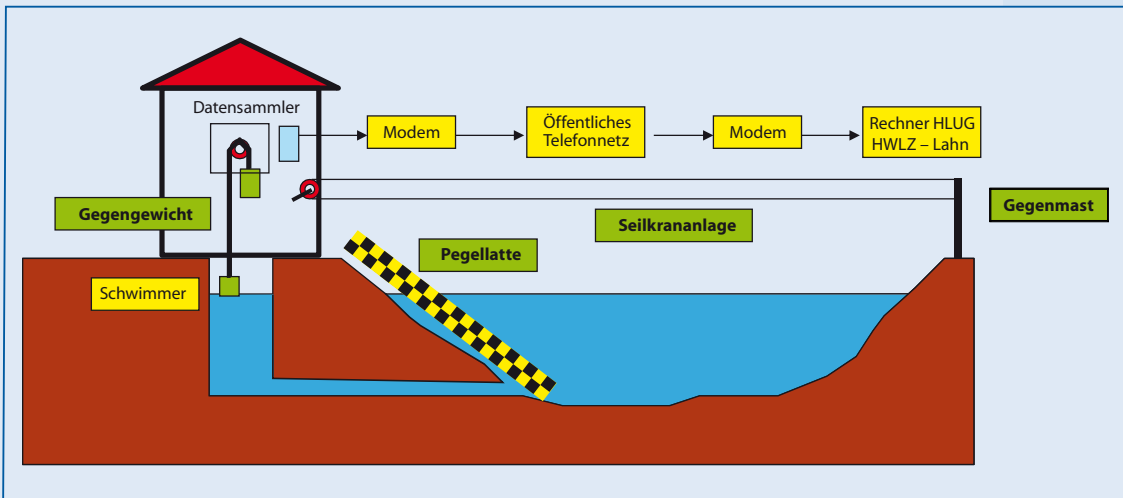 Datensammler
Modem
Öffentliches
Telefonnetz
Modem
Rechner HLUG
HWLZ – Lahn
Gegengewicht
Seilkrananlage
Gegenmast
Pegellatte
Schwimmer